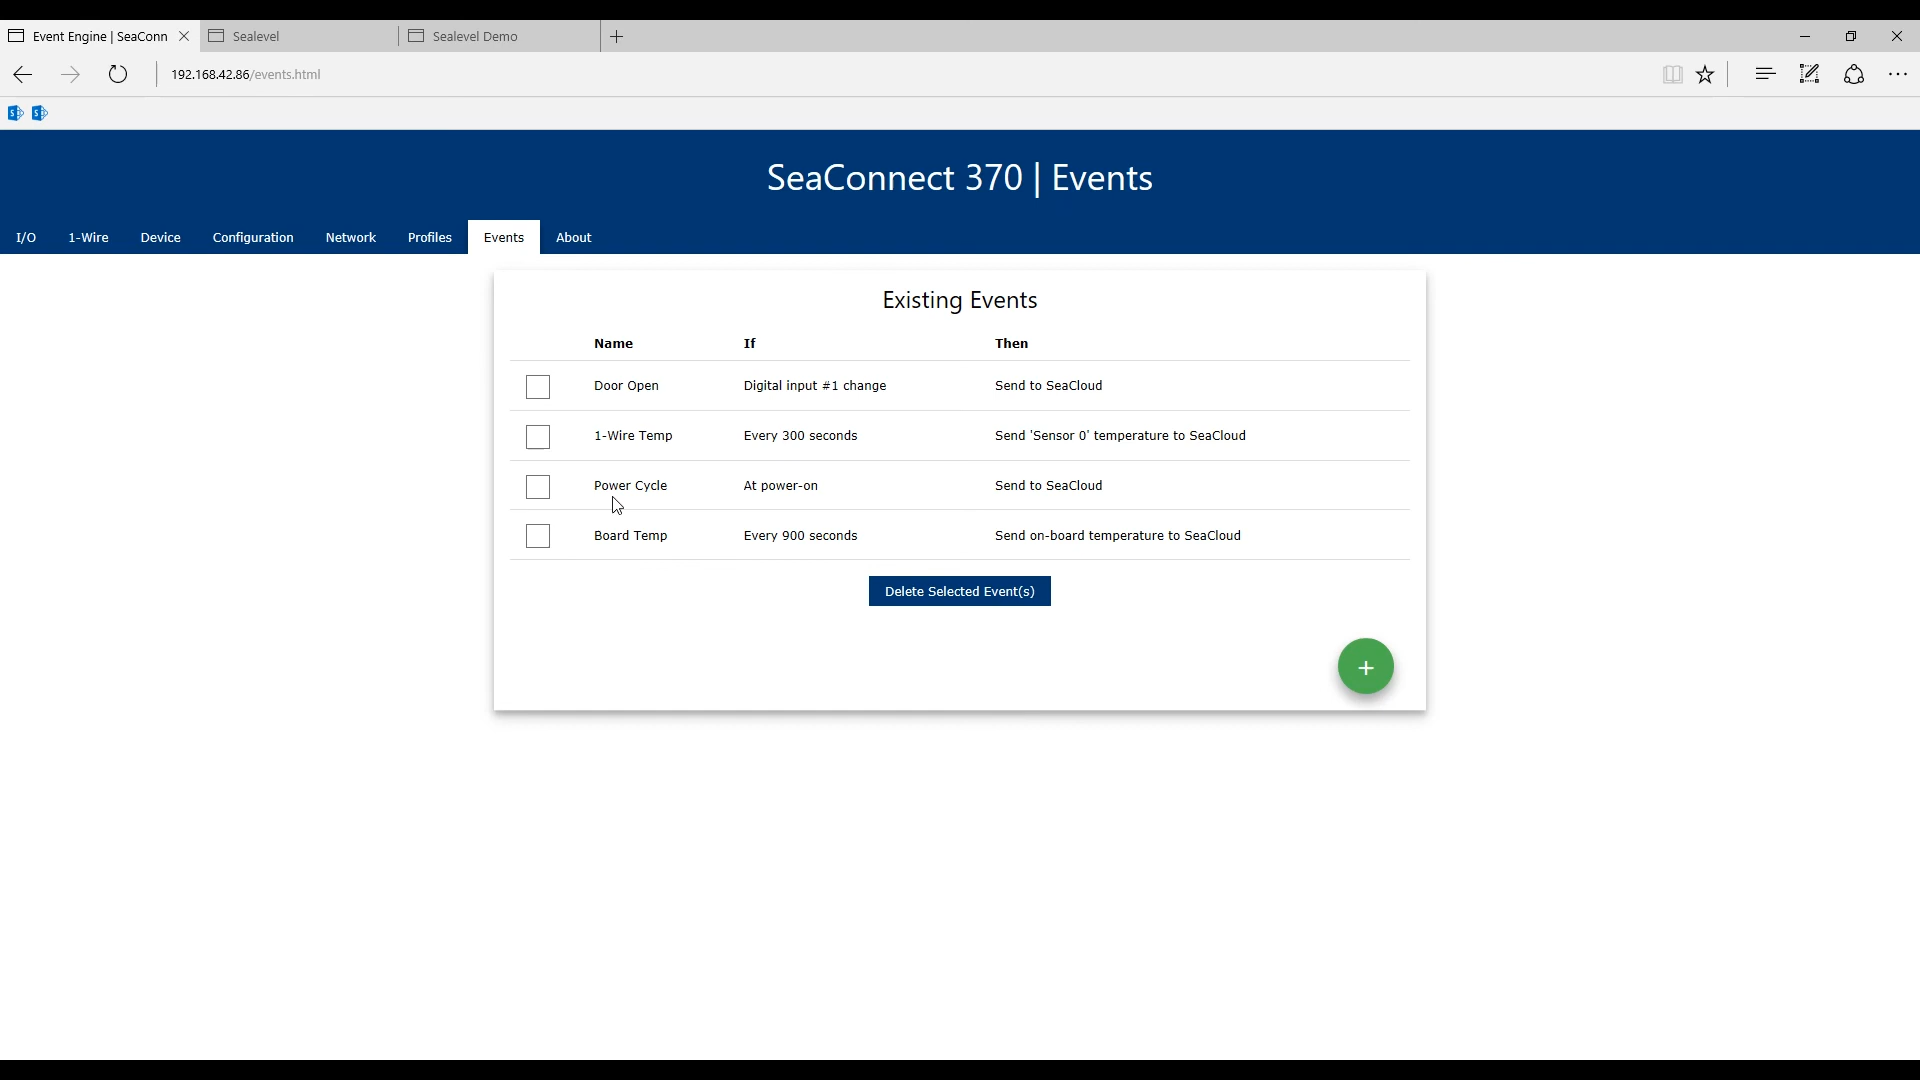 Event Engine | SeaConn
Sealevel
Sealevel Demo
192.168.42.86/events.html
SeaConnect 370 | Events
I/O 1-Wire Device Configuration Network Profiles Events About
Existing Events
Name If Then
Door Open Digital input #1 change Send to SeaCloud
1-Wire Temp Every 300 seconds Send 'Sensor 0' temperature to SeaCloud
Power Cycle At power-on Send to SeaCloud
Board Temp Every 900 seconds Send on-board temperature to SeaCloud
Delete Selected Event(s)
+